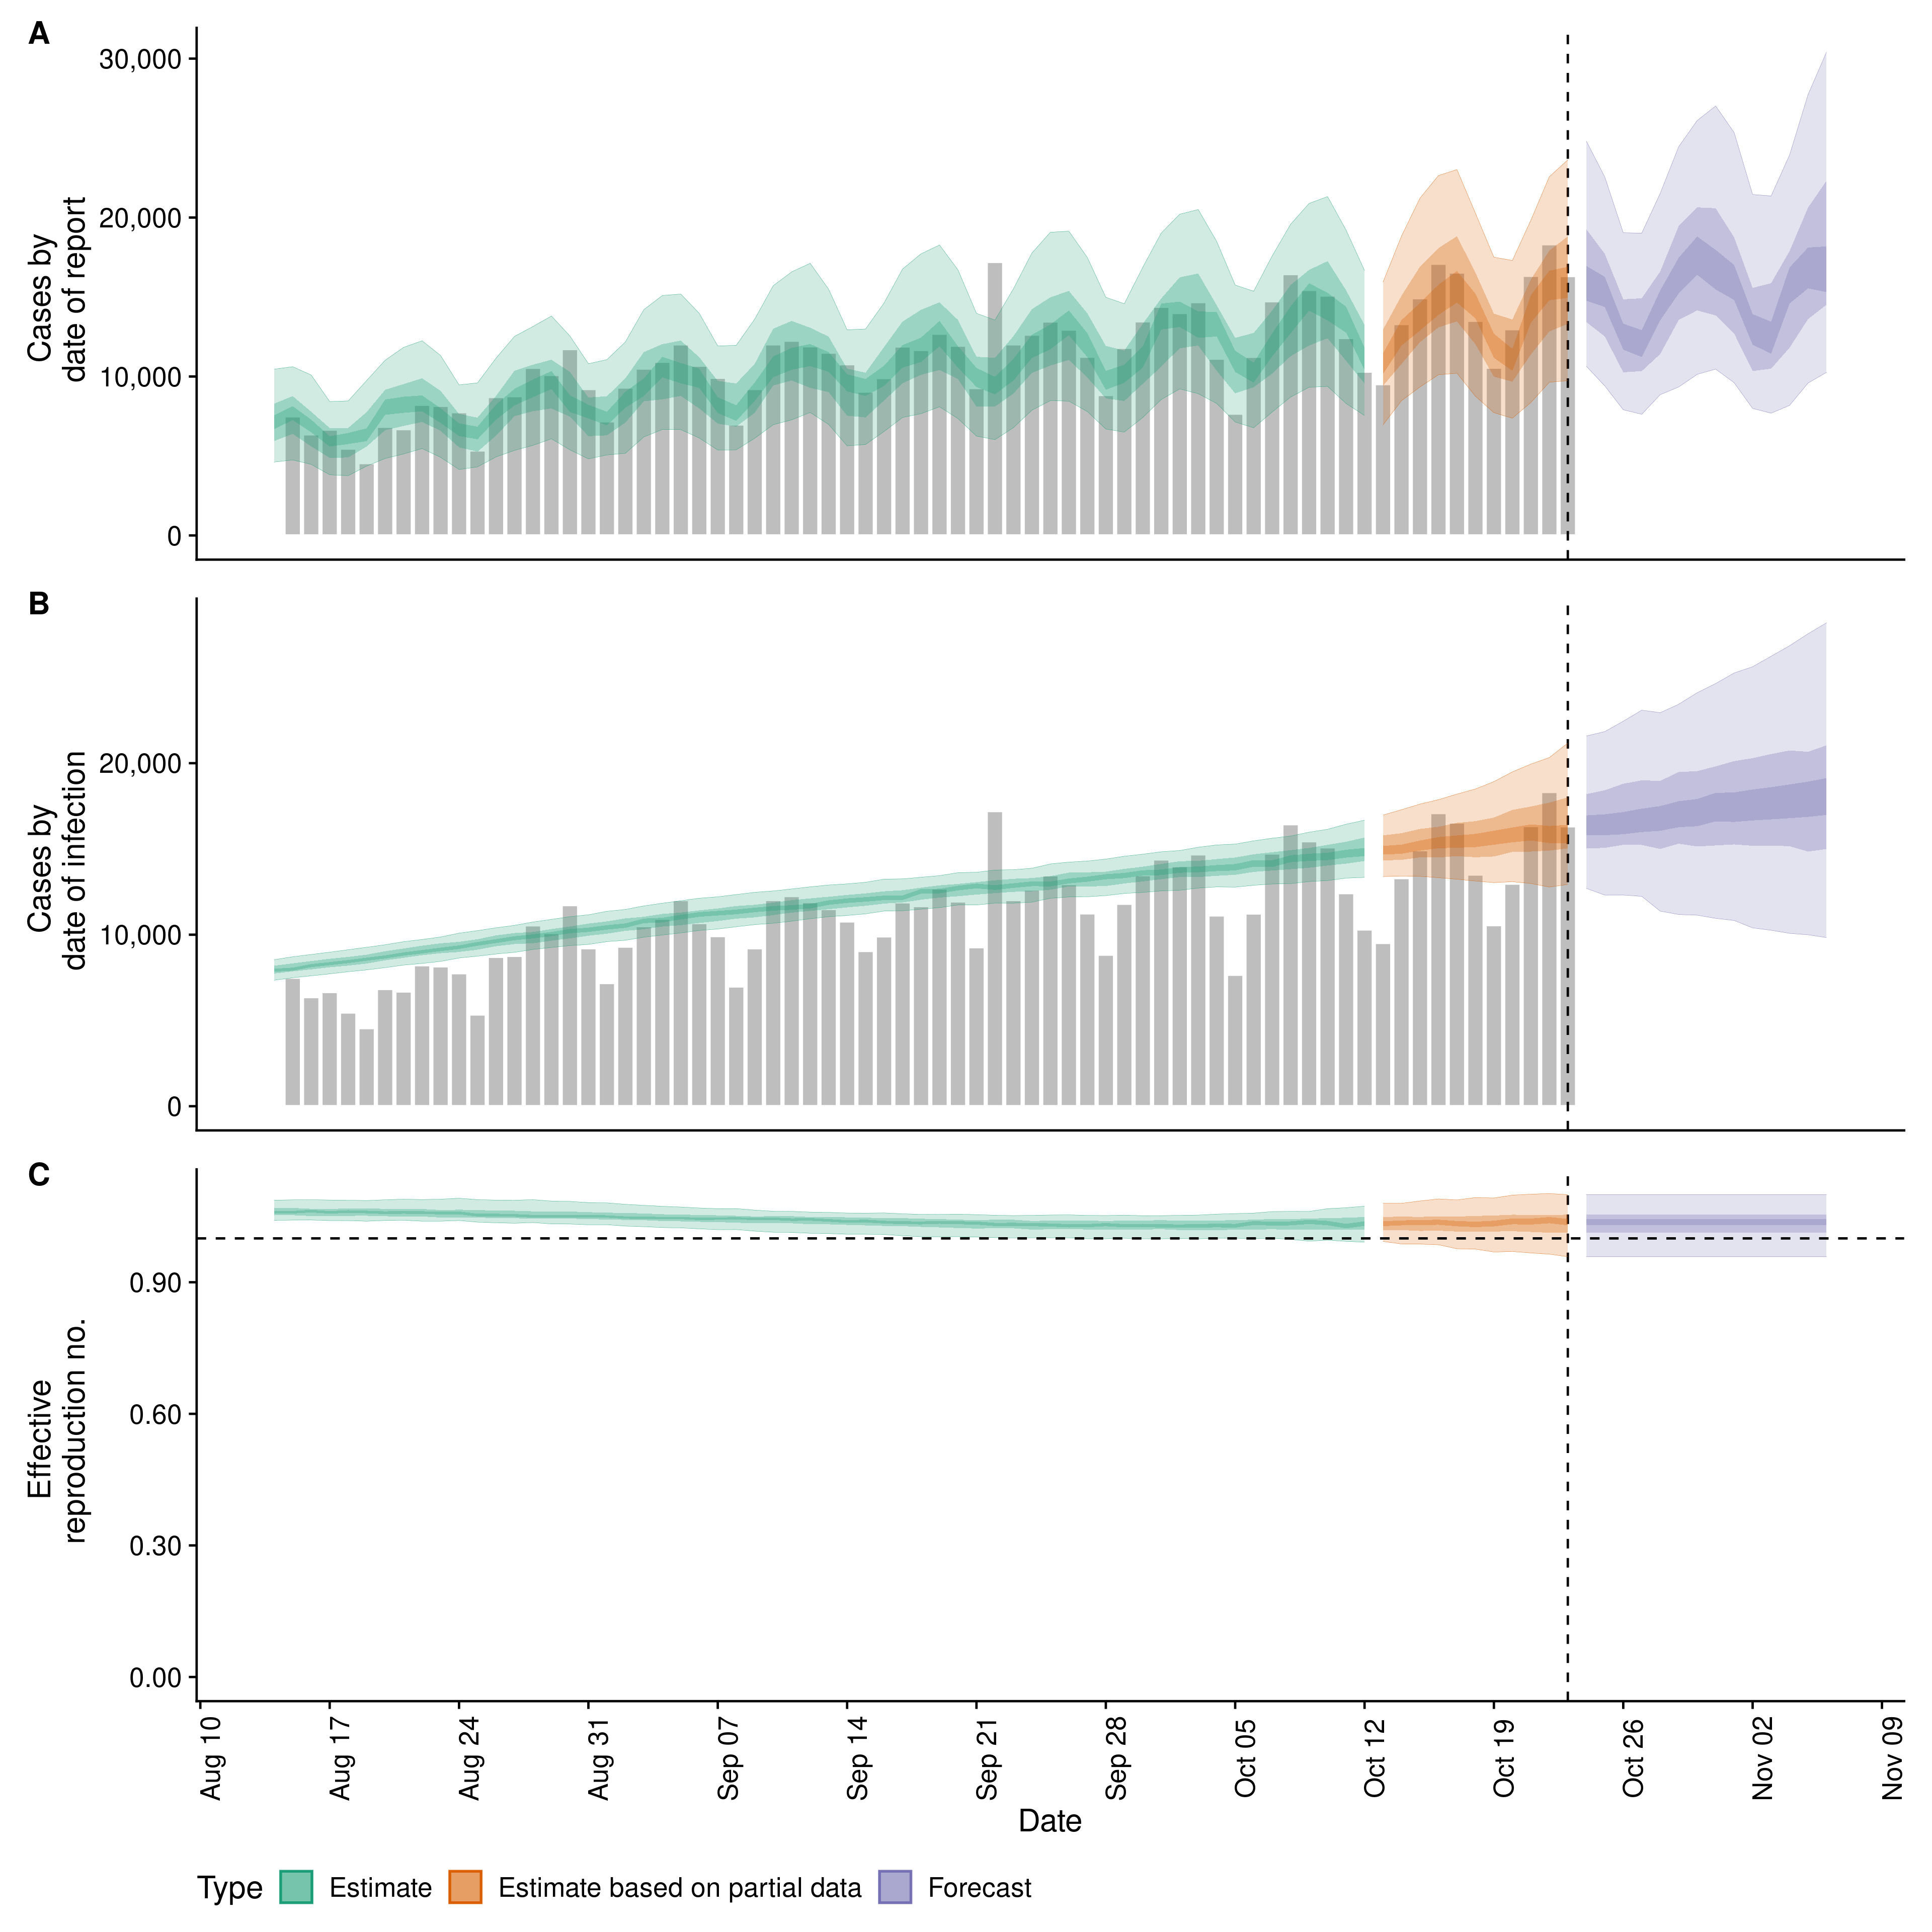 A
30,000
20,000
10,000
0
Cases by
date of report
B
20,000
10,000
0
Cases by
date of infection
C
0.90
0.60
0.30
0.00
Effective
reproduction no.
Aug 10
Aug 17
Aug 24
Aug 31
Sep 07
Sep 14
Sep 21
Sep 28
Oct 05
Oct 12
Oct 19
Oct 26
Nov 02
Nov 09
Date
Type Estimate Estimate based on partial data Forecast